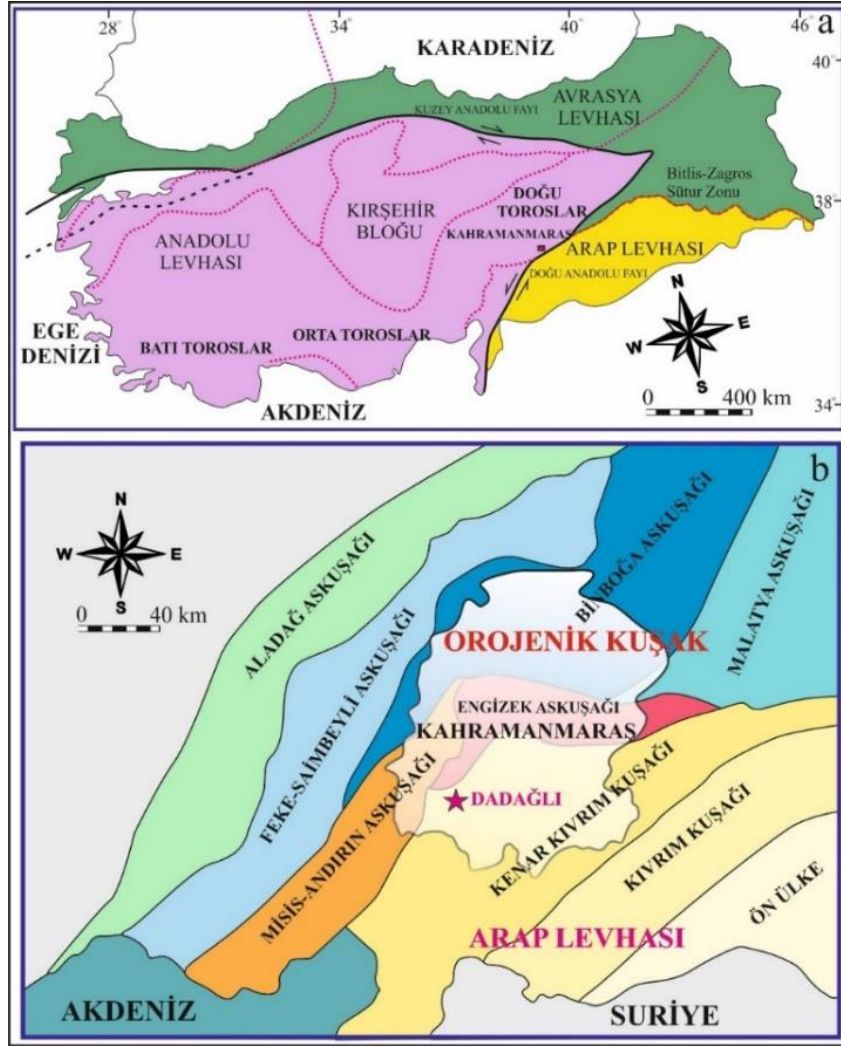 28°
34°
40°
46°
a
KARADENİZ
40°
AVRASYA
LEVHASI
KUZEY ANADOLU FAYI
Bitlis-Zagros
Sütur Zonu
38°
DOĞU
TOROSLAR
KIRŞEHİR
BLOĞU
KAHRAMANMARAŞ
ANADOLU
LEVHASI
ARAP LEVHASI
DOĞU ANADOLU FAYI
EGE
DENİZİ
BATI TOROSLAR
ORTA TOROSLAR
N
W
E
S
0 400 km
AKDENİZ
34°
b
N
W
E
S
0 40 km
ALADAĞ ASKUŞAĞI
FEKE-SAİMBEYLİ ASKUŞAĞI
BİNBOĞA ASKUŞAĞI
MALATYA ASKUŞAĞI
OROJENİK KUŞAK
ENGİZEK ASKUŞAĞI
KAHRAMANMARAŞ
MİSİS-ANDIRIN ASKUŞAĞI
DADAĞLI
KENAR KIVRIM KUŞAĞI
KIVRIM KUŞAĞI
ÖN ÜLKE
ARAP LEVHASI
AKDENİZ
SURİYE